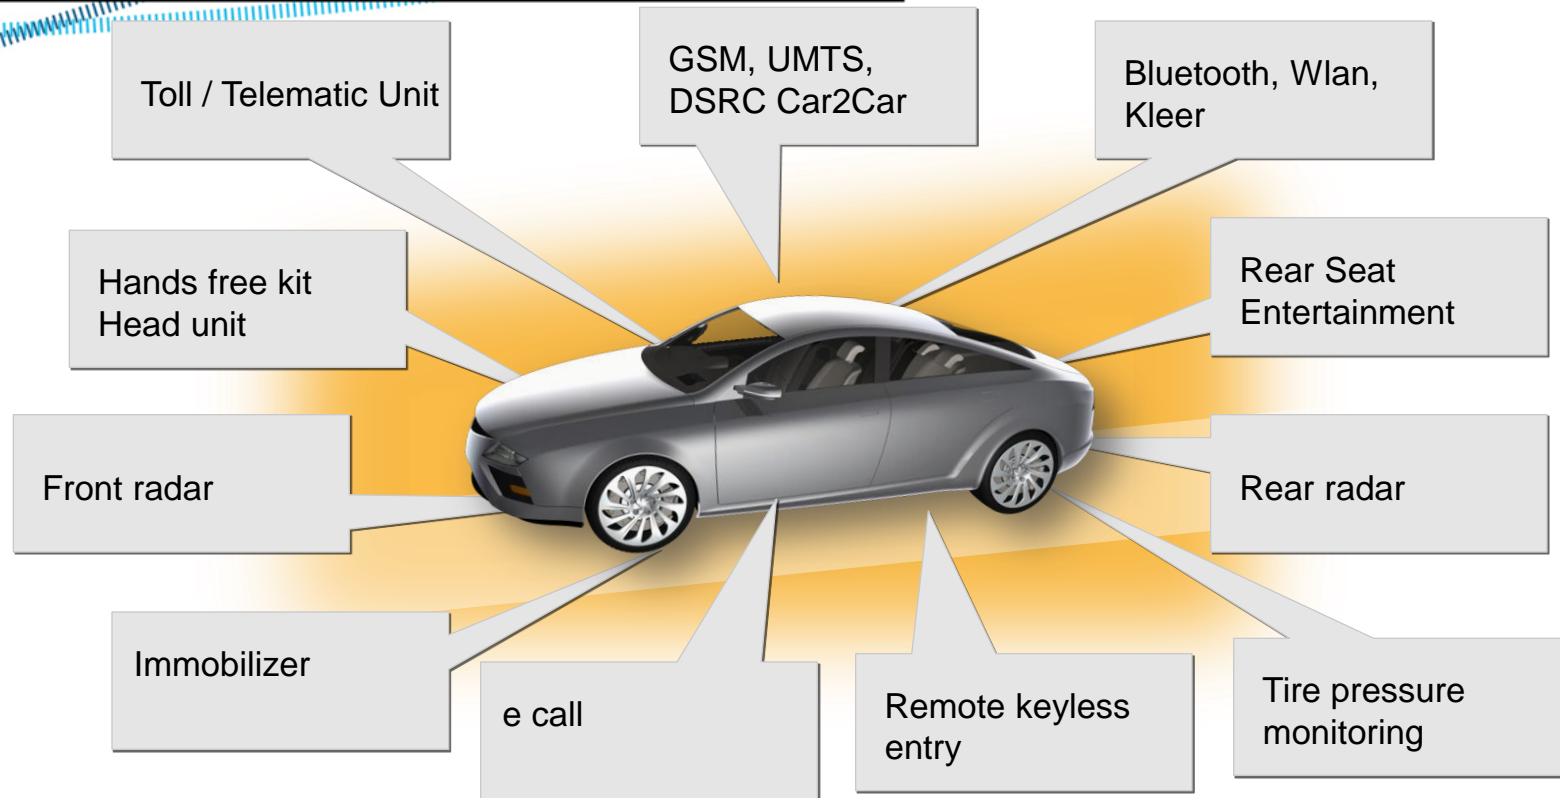 Toll / Telematic Unit
GSM, UMTS,
DSRC Car2Car
Bluetooth, Wlan,
Kleer
Hands free kit
Head unit
Rear Seat
Entertainment
Front radar
Rear radar
Immobilizer
e call
Remote keyless
entry
Tire pressure
monitoring